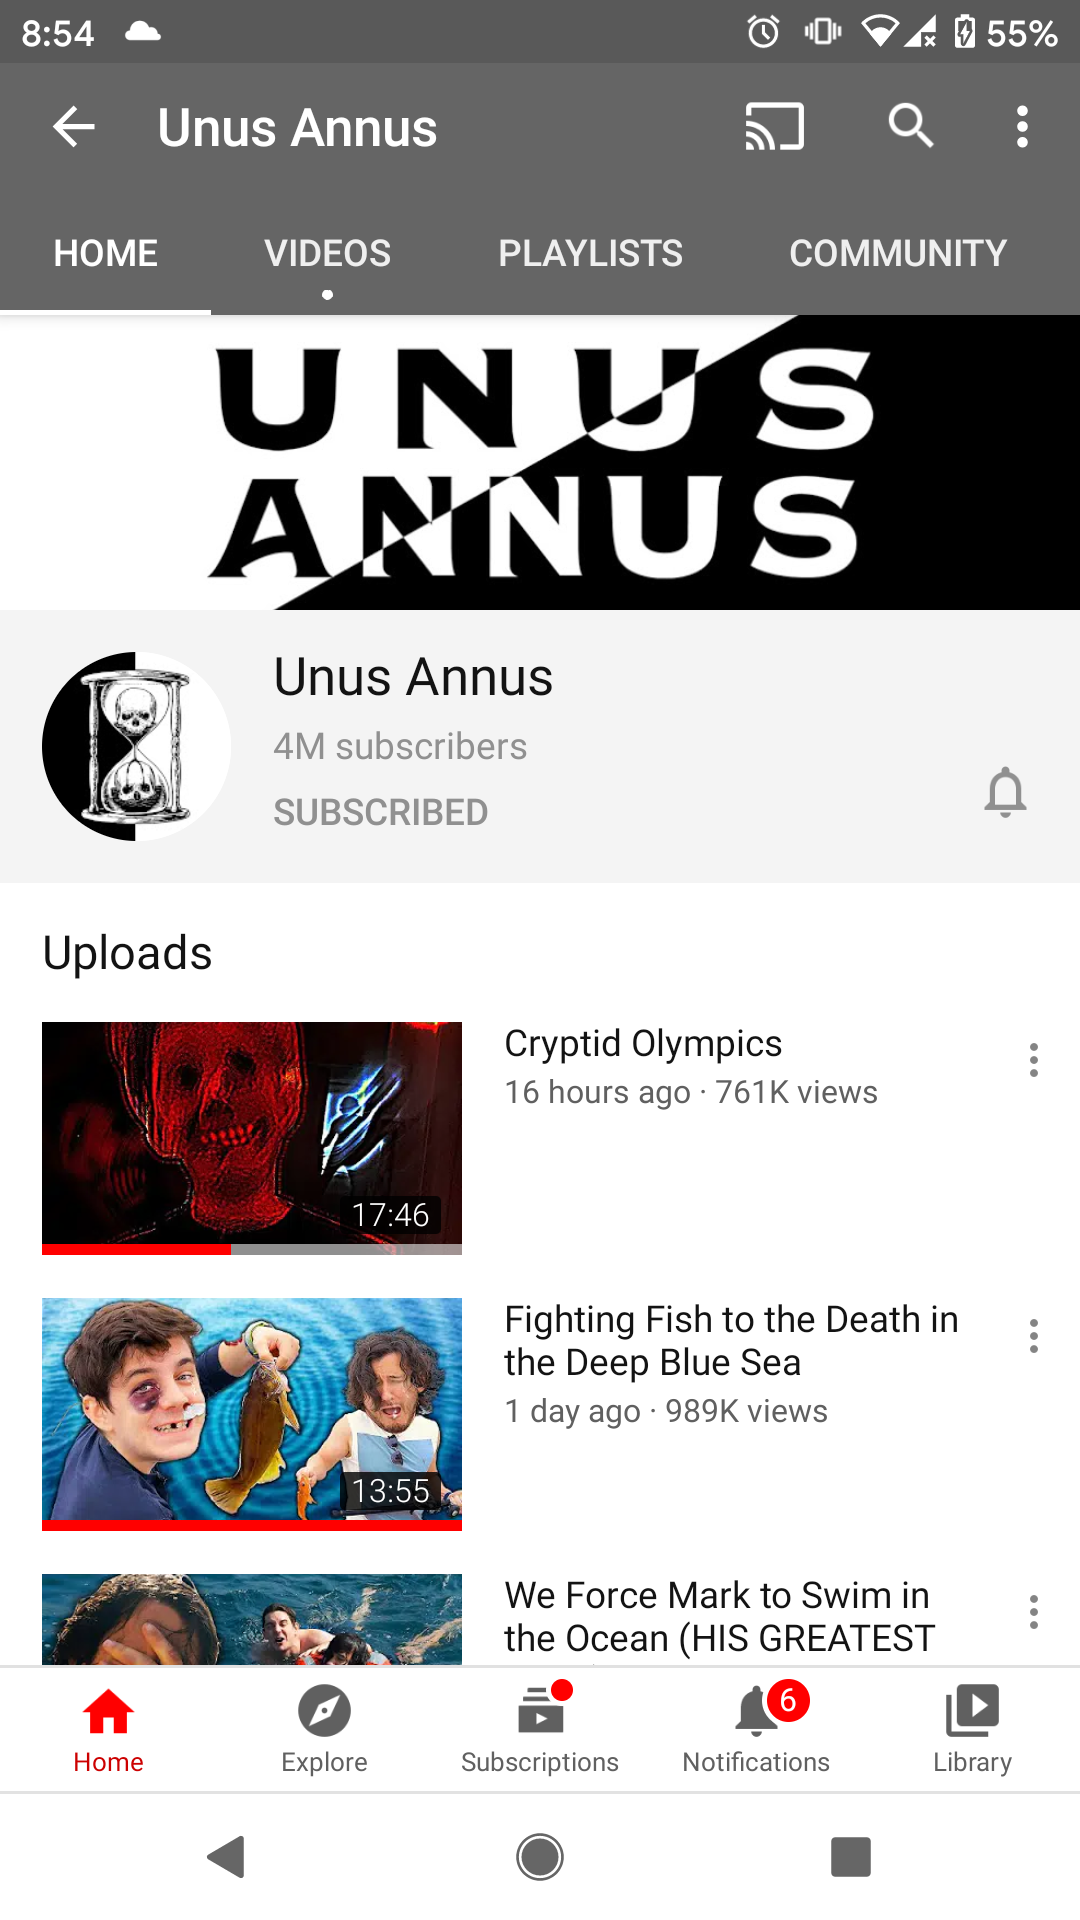 8:54 55%
Unus Annus
HOME VIDEOS PLAYLISTS COMMUNITY
UNUS
ANNUS
Unus Annus
4M subscribers
SUBSCRIBED
Uploads
Cryptid Olympics
16 hours ago · 761K views
17:46
Fighting Fish to the Death in
the Deep Blue Sea
1 day ago · 989K views
13:55
We Force Mark to Swim in
the Ocean (HIS GREATEST
6
Home Explore Subscriptions Notifications Library